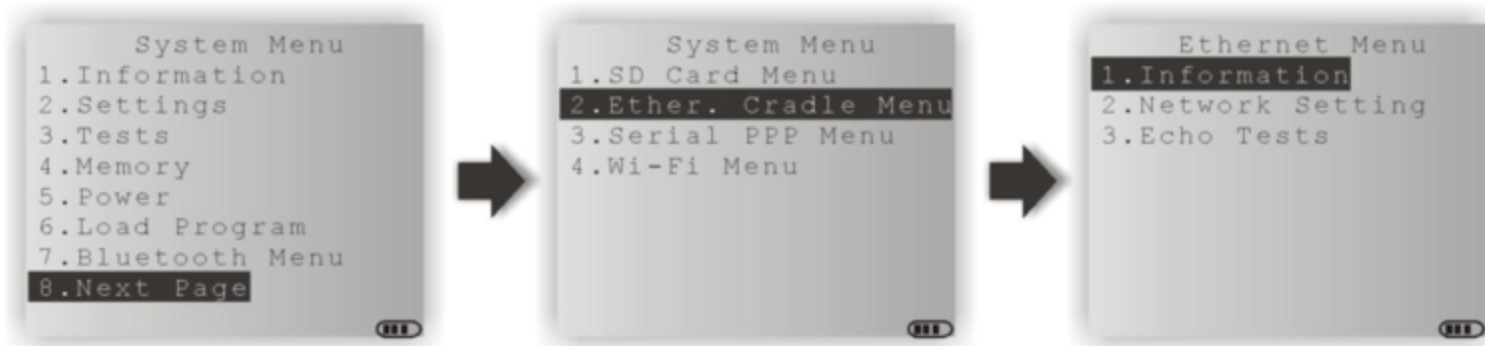 System Menu
1.Information
2.Settings
3.Tests
4.Memory
5.Power
6.Load Program
7.Bluetooth Menu
8.Next Page
System Menu
1.SD Card Menu
2.Ether. Cradle Menu
3.Serial PPP Menu
4.Wi-Fi Menu
Ethernet Menu
1.Information
2.Network Setting
3.Echo Tests